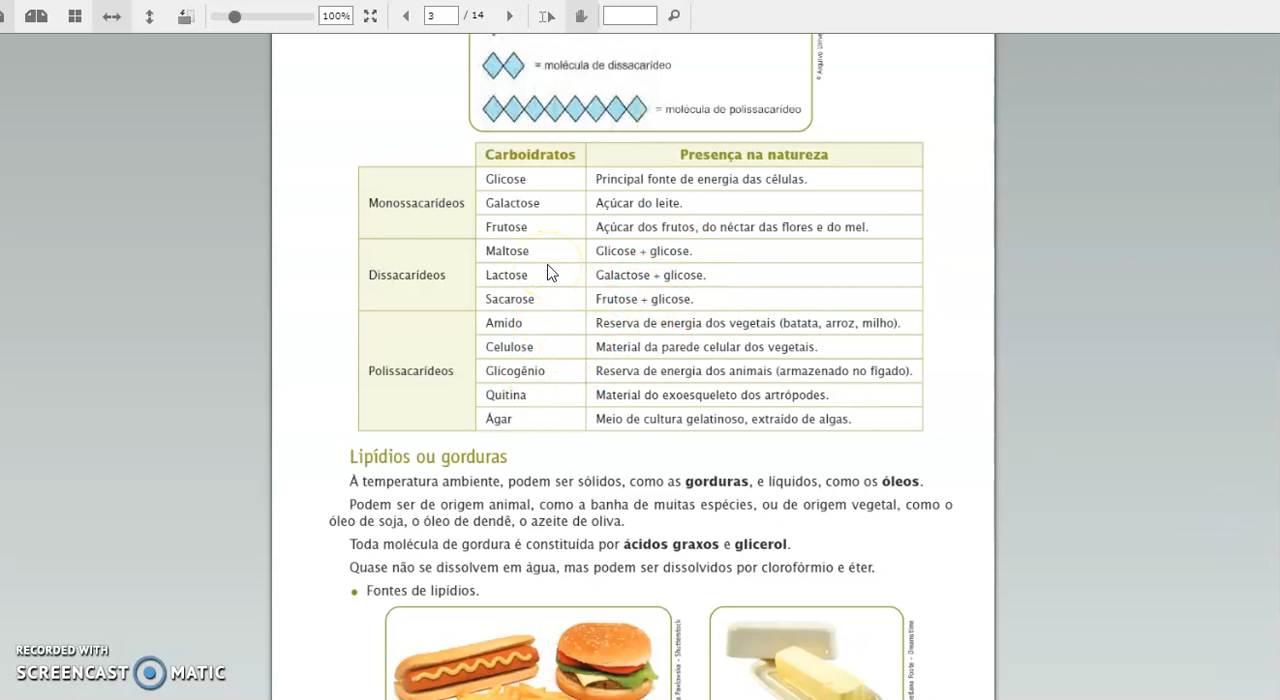 100%
3 / 14
© Arquivo Unive
= molécula de dissacarídeo
= molécula de polissacarídeo
Carboidratos Presença na natureza
Monossacarídeos
Glicose Principal fonte de energia das células.
Galactose Açúcar do leite.
Frutose Açúcar dos frutos, do néctar das flores e do mel.
Dissacarídeos
Maltose Glicose + glicose.
Lactose Galactose + glicose.
Sacarose Frutose + glicose.
Polissacarídeos
Amido Reserva de energia dos vegetais (batata, arroz, milho).
Celulose Material da parede celular dos vegetais.
Glicogênio Reserva de energia dos animais (armazenado no fígado).
Quitina Material do exoesqueleto dos artrópodes.
Ágar Meio de cultura gelatinoso, extraído de algas.
Lipídios ou gorduras
À temperatura ambiente, podem ser sólidos, como as gorduras, e líquidos, como os óleos.
Podem ser de origem animal, como a banha de muitas espécies, ou de origem vegetal, como o
óleo de soja, o óleo de dendê, o azeite de oliva.
Toda molécula de gordura é constituída por ácidos graxos e glicerol.
Quase não se dissolvem em água, mas podem ser dissolvidos por clorofórmio e éter.
• Fontes de lipídios.
Pavlovska – Shutterstock
Foote – Dreamstime
RECORDED WITH
SCREENCAST MATIC